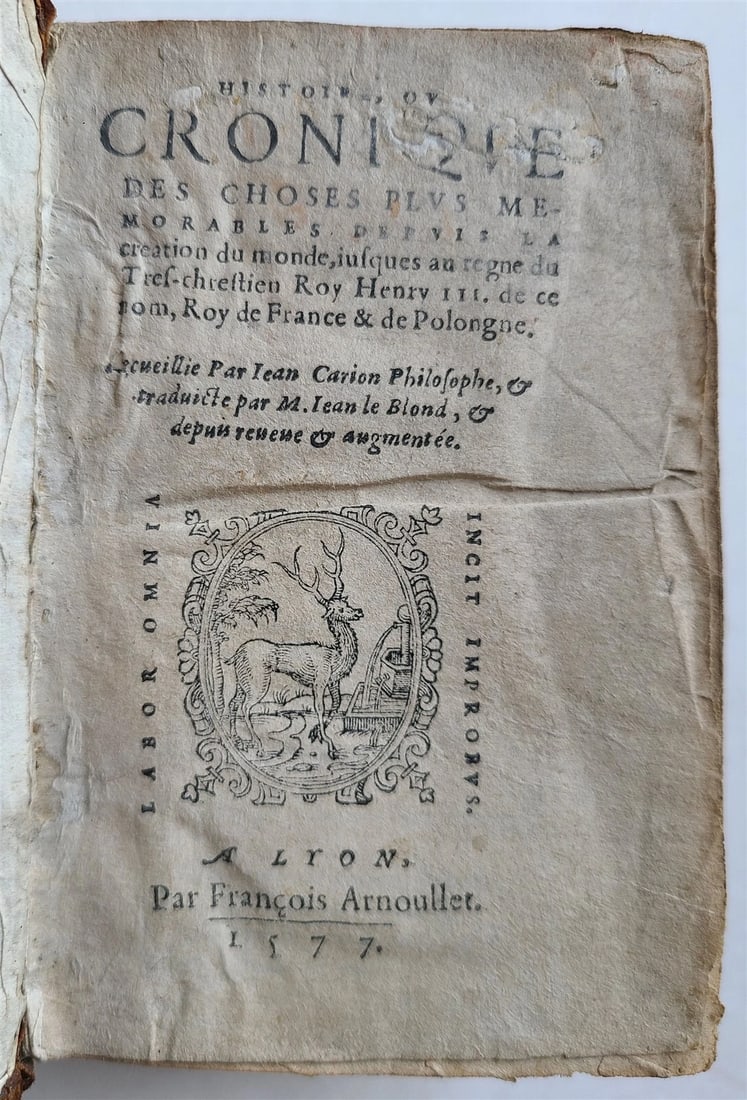 HISTOIRE, OV
CRONIQVE
DES CHOSES PLVS ME-
MORABLES DEPVIS LA
creation du monde, iuſques au regne du
Treſ-chreſtien Roy Henry III. de ce
nom, Roy de France & de Polongne.
Recueillie Par Iean Carion Philoſophe, &
traduicte par M. Iean le Blond, &
depuis reueue & augmentée.
LABOR OMNIA
VINCIT IMPROBVS.
A LYON,
Par François Arnoullet.
1577.